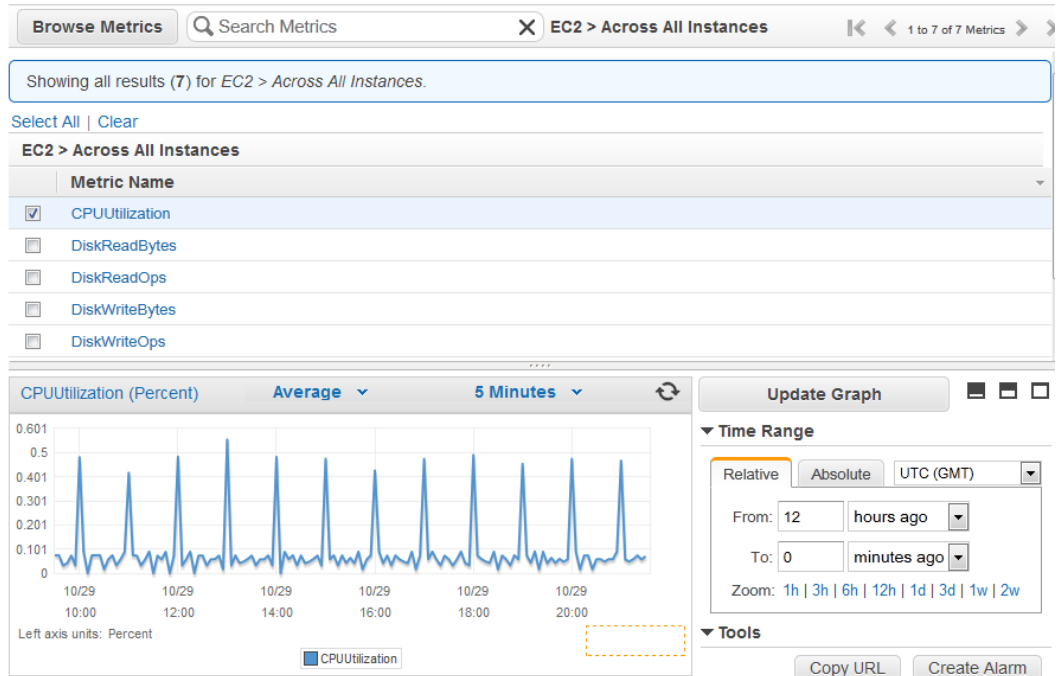 Browse Metrics Search Metrics X EC2 > Across All Instances 1 to 7 of 7 Metrics
Showing all results (7) for EC2 > Across All Instances.
Select All | Clear
EC2 > Across All Instances
Metric Name
CPUUtilization
DiskReadBytes
DiskReadOps
DiskWriteBytes
DiskWriteOps
CPUUtilization (Percent) Average 5 Minutes
0.601
0.5
0.401
0.301
0.201
0.101
0
10/29 10/29 10/29 10/29 10/29 10/29
10:00 12:00 14:00 16:00 18:00 20:00
Left axis units: Percent
CPUUtilization
Update Graph
Time Range
Relative Absolute UTC (GMT)
From: 12 hours ago
To: 0 minutes ago
Zoom: 1h | 3h | 6h | 12h | 1d | 3d | 1w | 2w
Tools
Copy URL Create Alarm